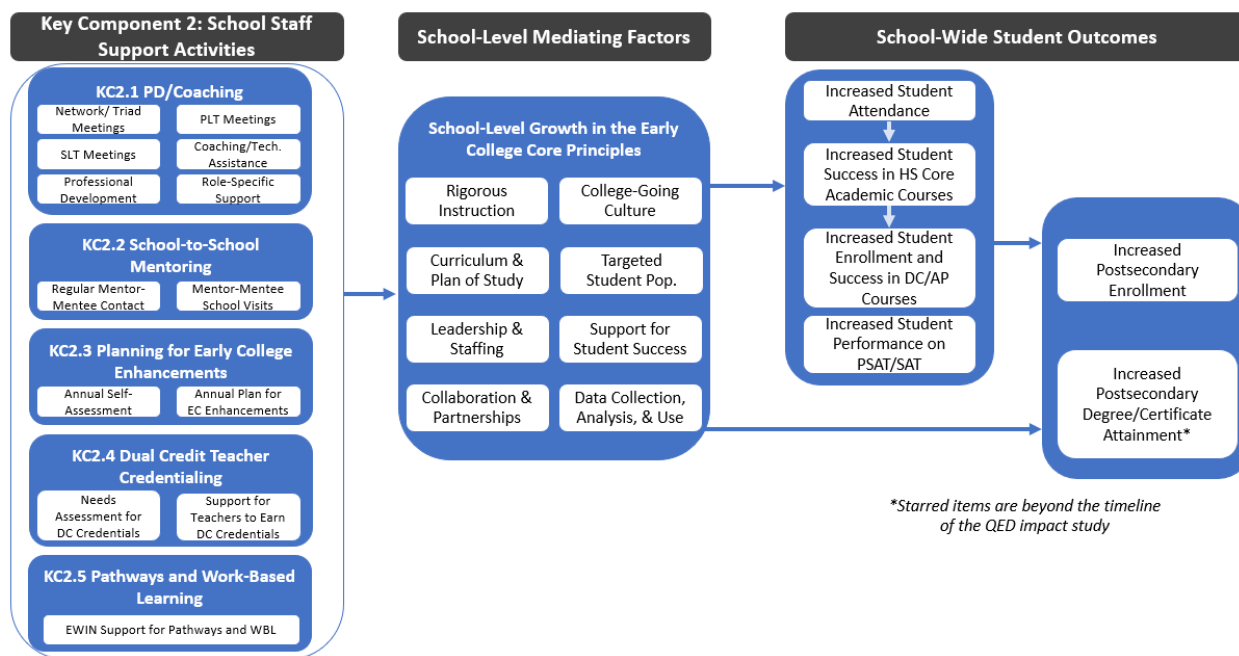 Key Component 2: School Staff
Support Activities
KC2.1 PD/Coaching
Network/ Triad
Meetings
PLT Meetings
SLT Meetings
Coaching/Tech.
Assistance
Professional
Development
Role-Specific
Support
KC2.2 School-to-School
Mentoring
Regular Mentor-
Mentee Contact
Mentor-Mentee
School Visits
KC2.3 Planning for Early College
Enhancements
Annual Self-
Assessment
Annual Plan for
EC Enhancements
KC2.4 Dual Credit Teacher
Credentialing
Needs
Assessment for
DC Credentials
Support for
Teachers to Earn
DC Credentials
KC2.5 Pathways and Work-Based
Learning
EWIN Support for Pathways and WBL
School-Level Mediating Factors
School-Level Growth in the Early
College Core Principles
Rigorous
Instruction
College-Going
Culture
Curriculum &
Plan of Study
Targeted
Student Pop.
Leadership &
Staffing
Support for
Student Success
Collaboration &
Partnerships
Data Collection,
Analysis, & Use
School-Wide Student Outcomes
Increased Student
Attendance
Increased Student
Success in HS Core
Academic Courses
Increased Student
Enrollment and
Success in DC/AP
Courses
Increased Student
Performance on
PSAT/SAT
Increased
Postsecondary
Enrollment
Increased
Postsecondary
Degree/Certificate
Attainment*
*Starred items are beyond the timeline
of the QED impact study